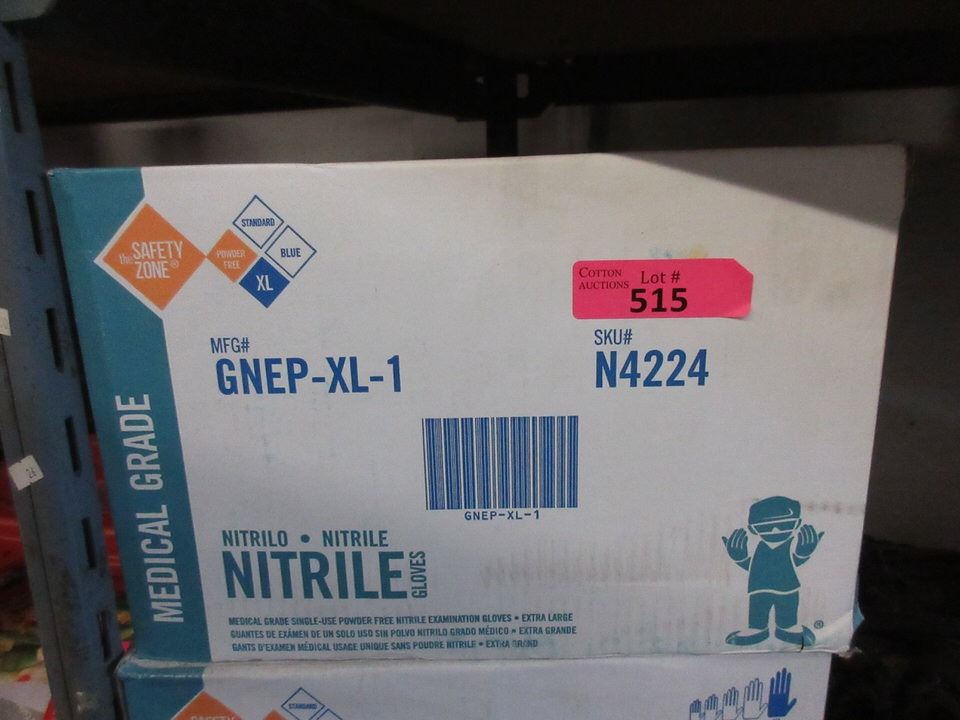 the SAFETY
ZONE®
STANDARD
POWDER
FREE
BLUE
XL
COTTON
AUCTIONS
Lot #
515
MFG#
GNEP-XL-1
SKU#
N4224
GNEP-XL-1
MEDICAL GRADE
NITRILO • NITRILE
NITRILE GLOVES
MEDICAL GRADE SINGLE-USE POWDER FREE NITRILE EXAMINATION GLOVES • EXTRA LARGE
GUANTES DE EXÁMEN DE UN SOLO USO SIN POLVO NITRILO GRADO MÉDICO • EXTRA GRANDE
GANTS D'EXAMEN MÉDICAL USAGE UNIQUE SANS POUDRE NITRILE • EXTRA GRAND
®
SAFETY
STANDARD